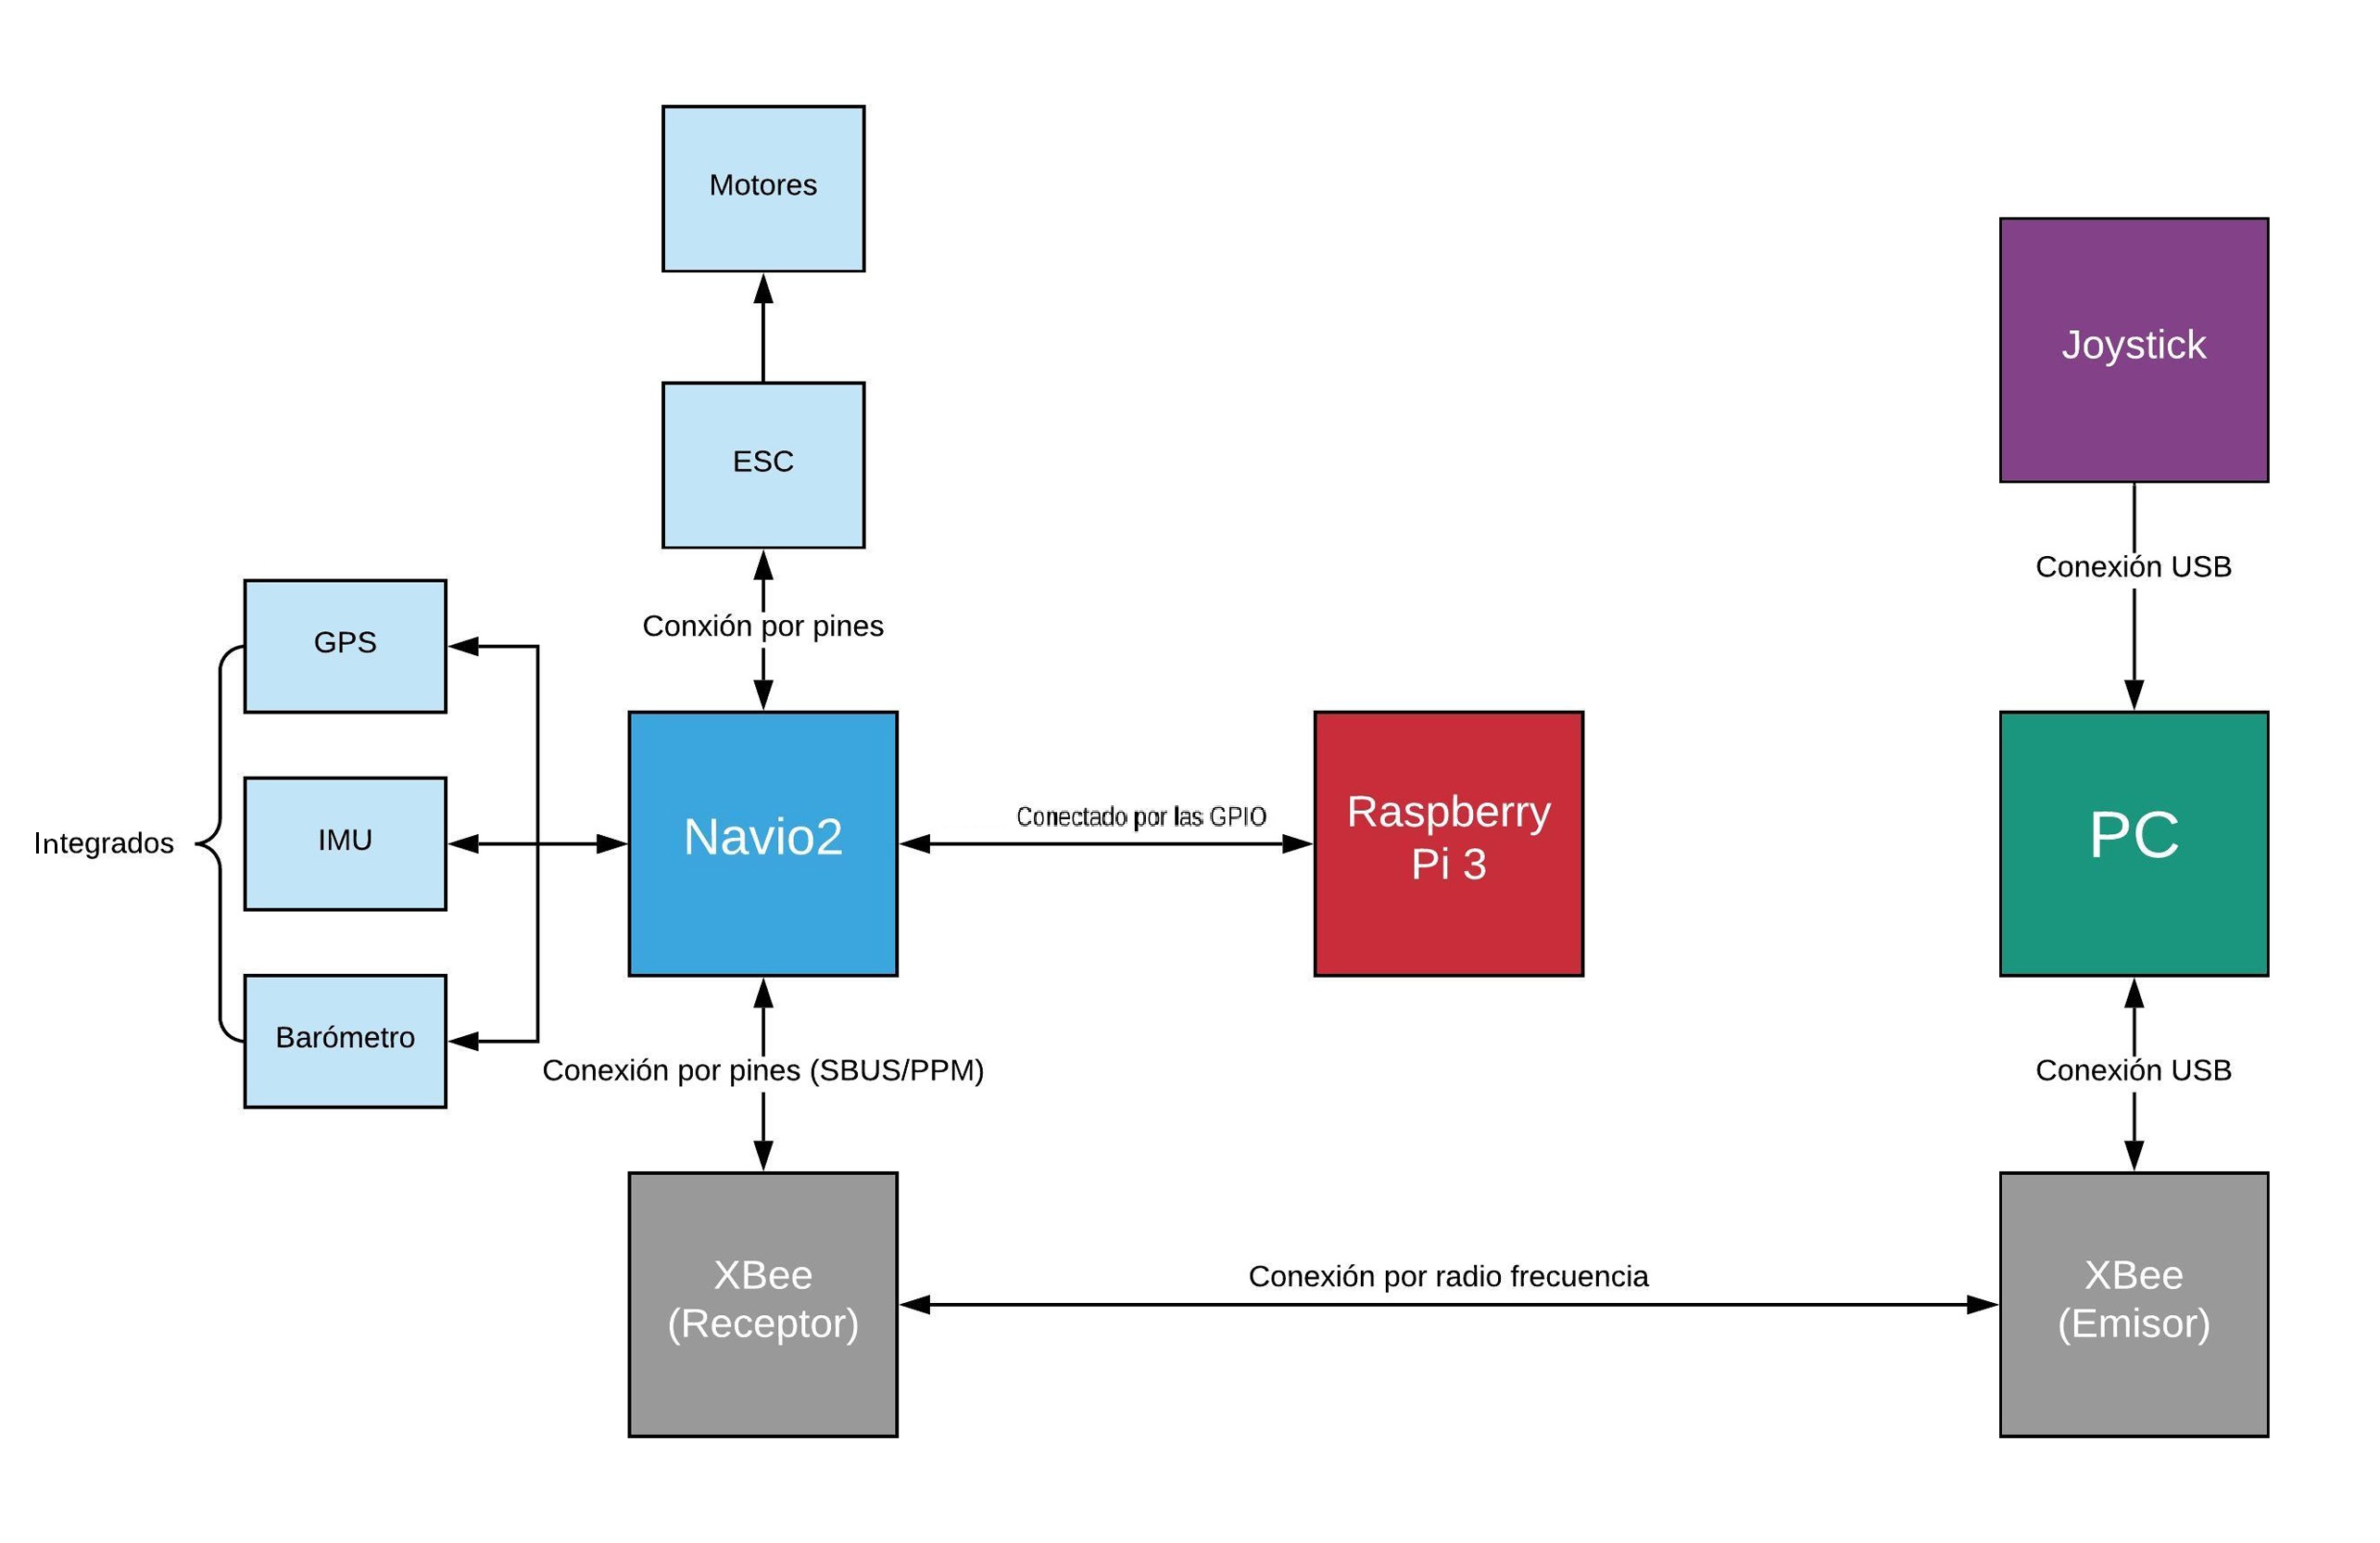 Motores
Joystick
ESC
Conexión USB
Conxión por pines
GPS
Integrados
IMU
Navio2
Conectado por las GPIO
Raspberry
Pi 3
PC
Barómetro
Conexión por pines (SBUS/PPM)
Conexión USB
XBee
(Receptor)
Conexión por radio frecuencia
XBee
(Emisor)